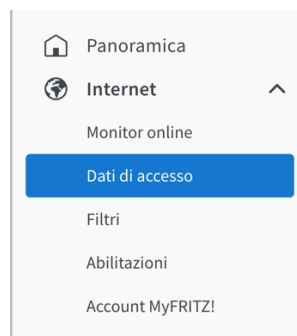 Panoramica
Internet
Monitor online
Dati di accesso
Filtri
Abilitazioni
Account MyFRITZ!